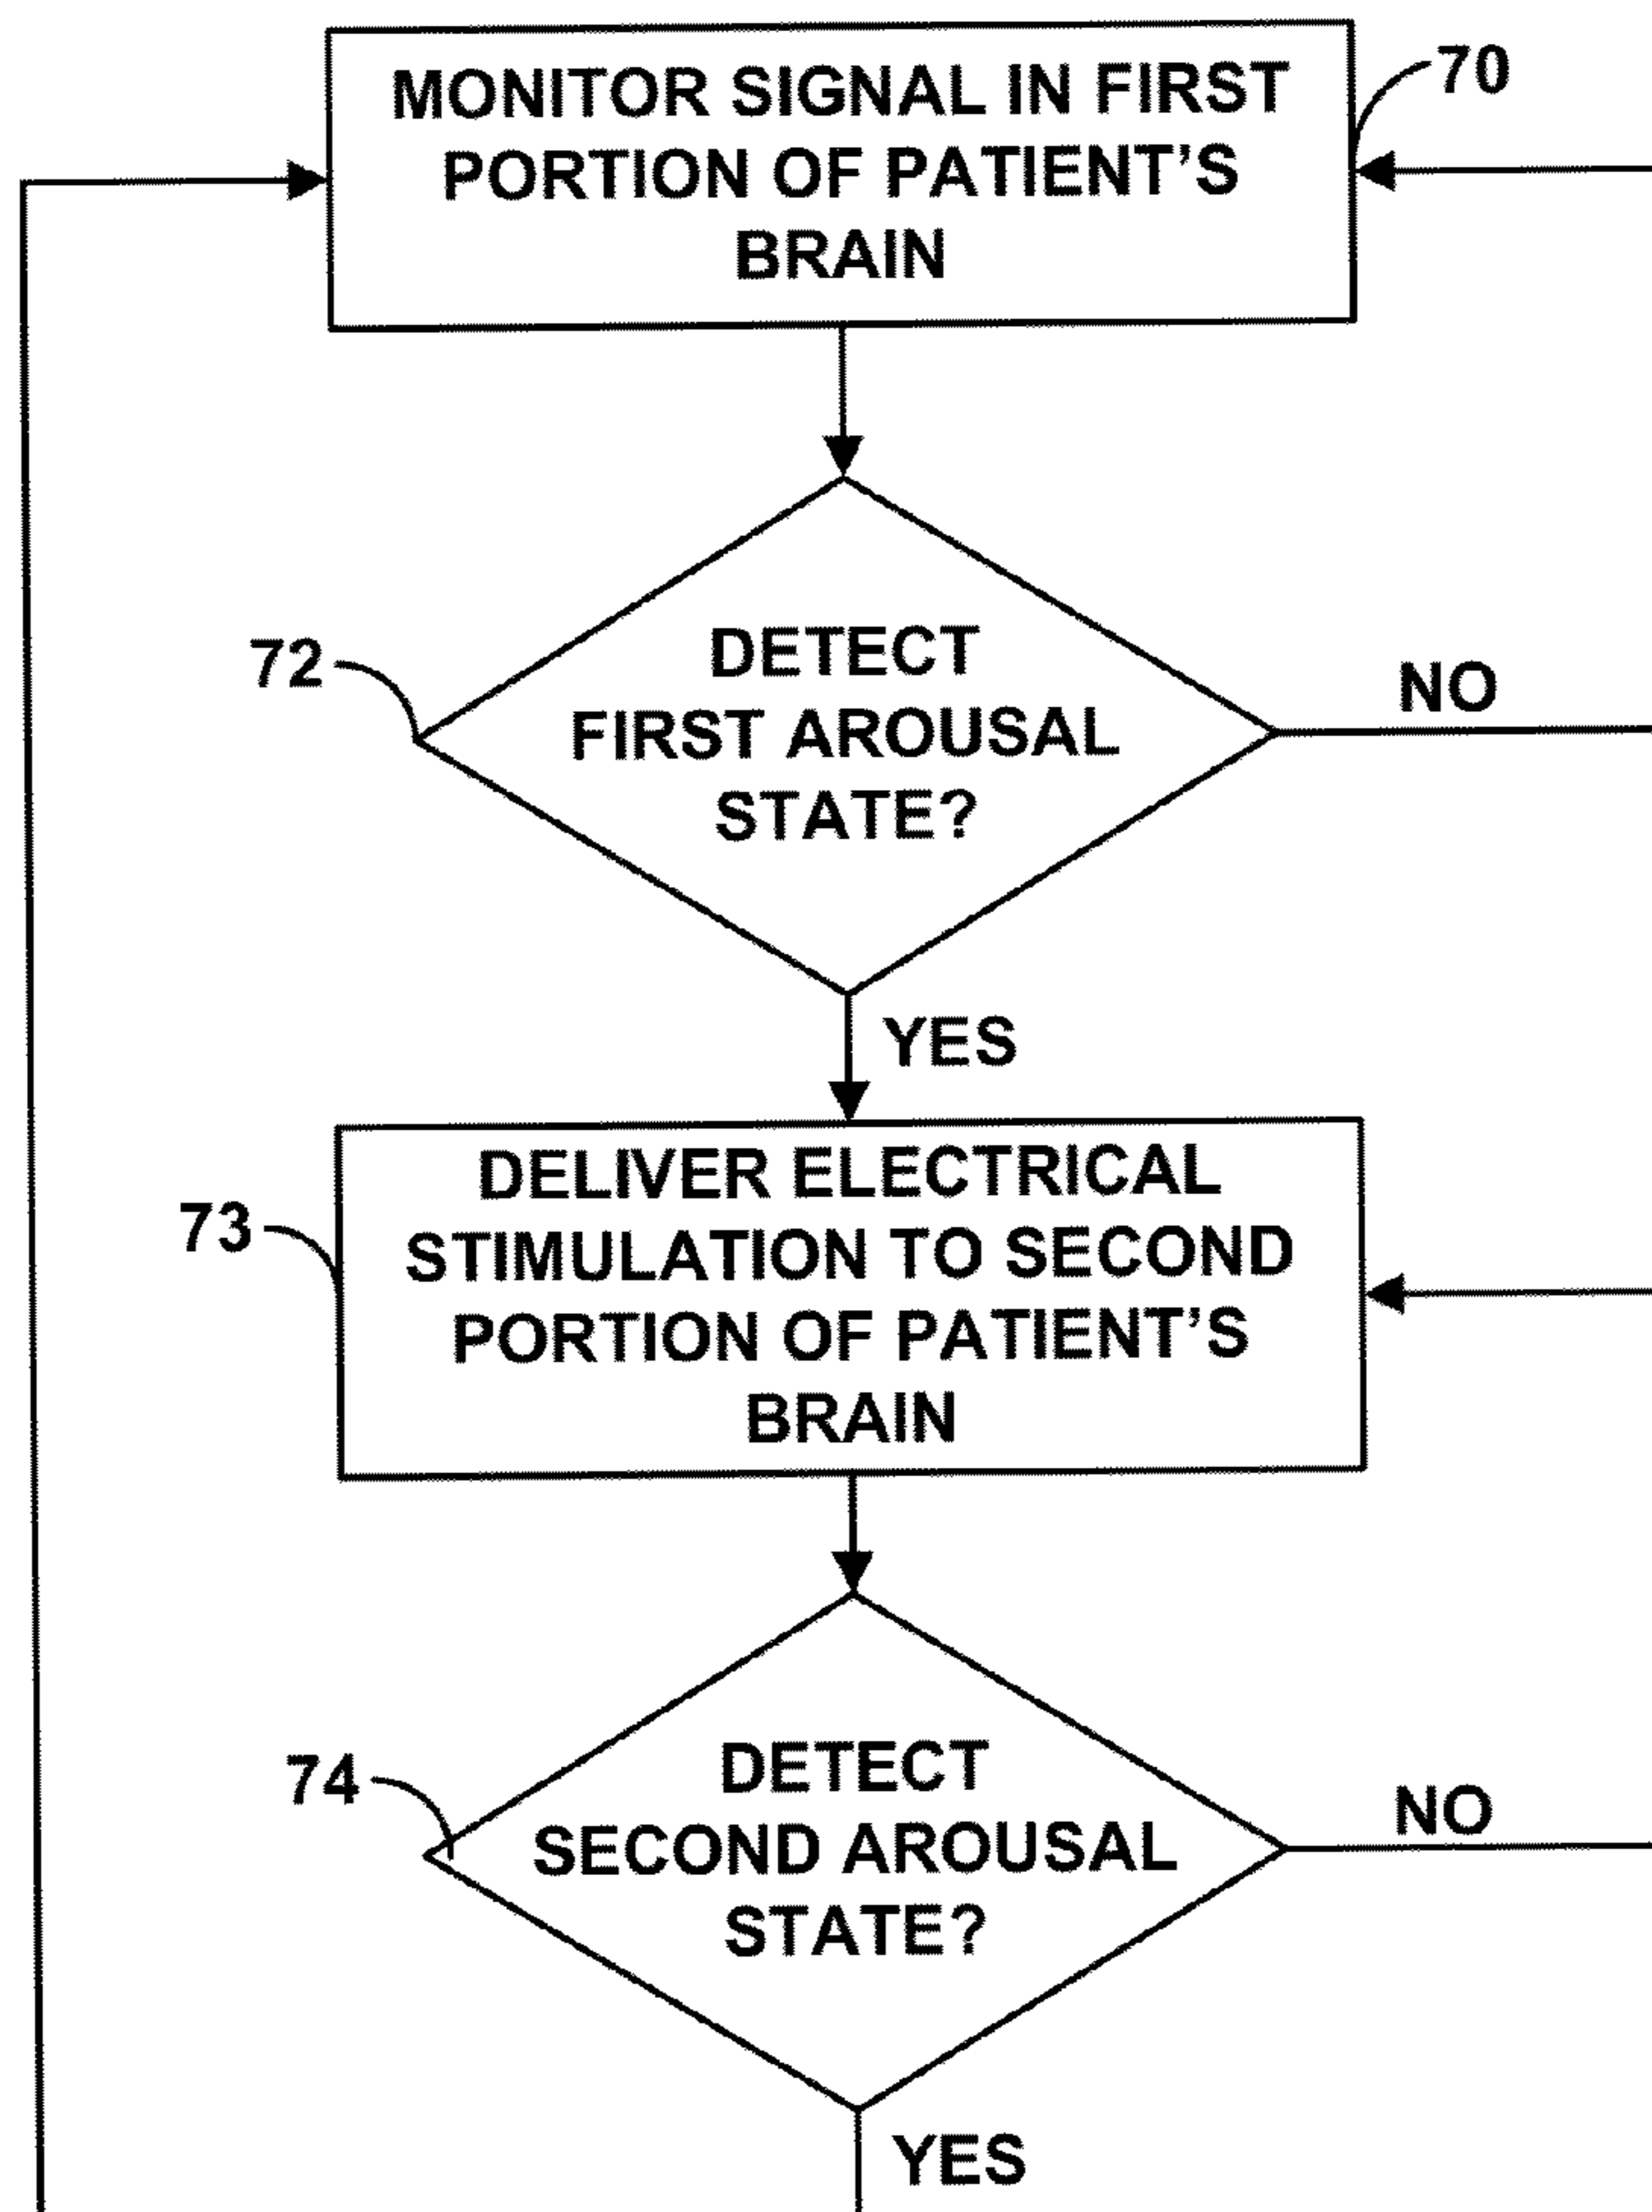 MONITOR SIGNAL IN FIRST
PORTION OF PATIENT'S
BRAIN
70
DETECT
FIRST AROUSAL
STATE?
72
NO
YES
DELIVER ELECTRICAL
STIMULATION TO SECOND
PORTION OF PATIENT'S
BRAIN
73
DETECT
SECOND AROUSAL
STATE?
74
NO
YES